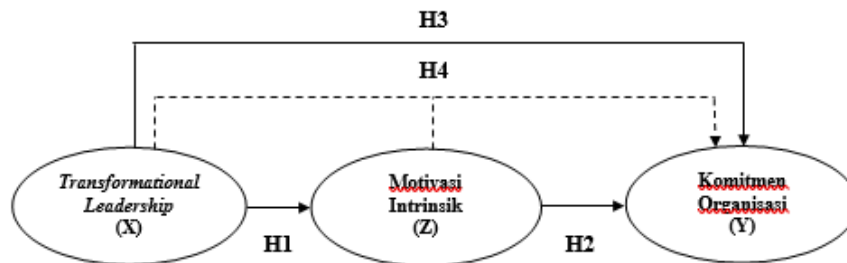 H3
H4
Transformational
Leadership
(X)
Motivasi
Intrinsik
(Z)
Komitmen
Organisasi
(Y)
H1
H2